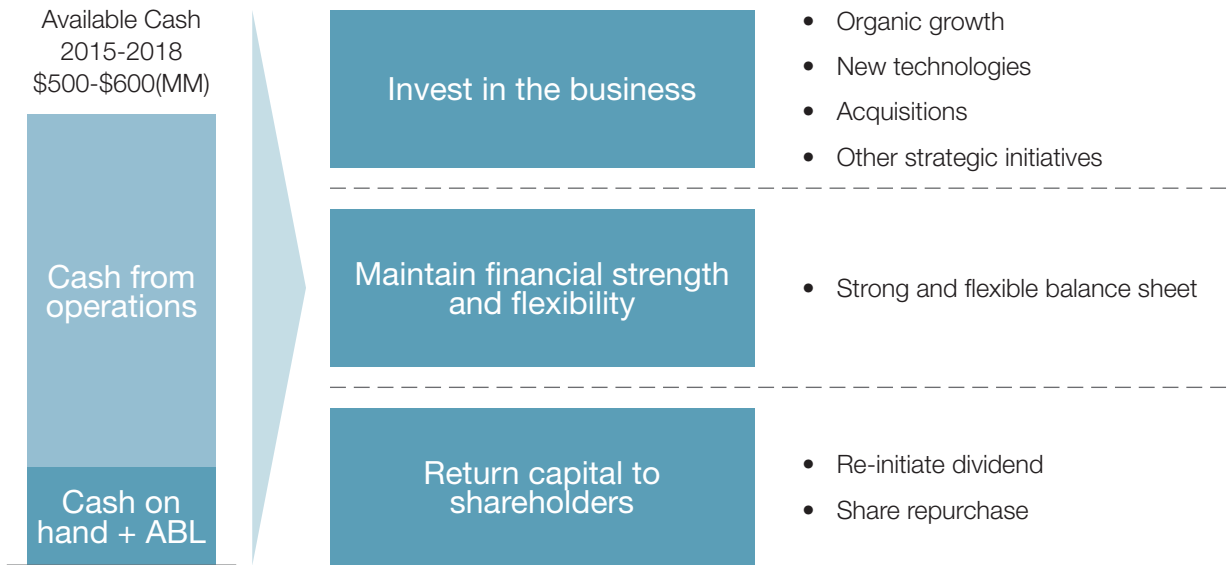 Available Cash
2015-2018
$500-$600(MM)
Cash from
operations
Cash on
hand + ABL
Invest in the business
• Organic growth
• New technologies
• Acquisitions
• Other strategic initiatives
Maintain financial strength
and flexibility
• Strong and flexible balance sheet
Return capital to
shareholders
• Re-initiate dividend
• Share repurchase